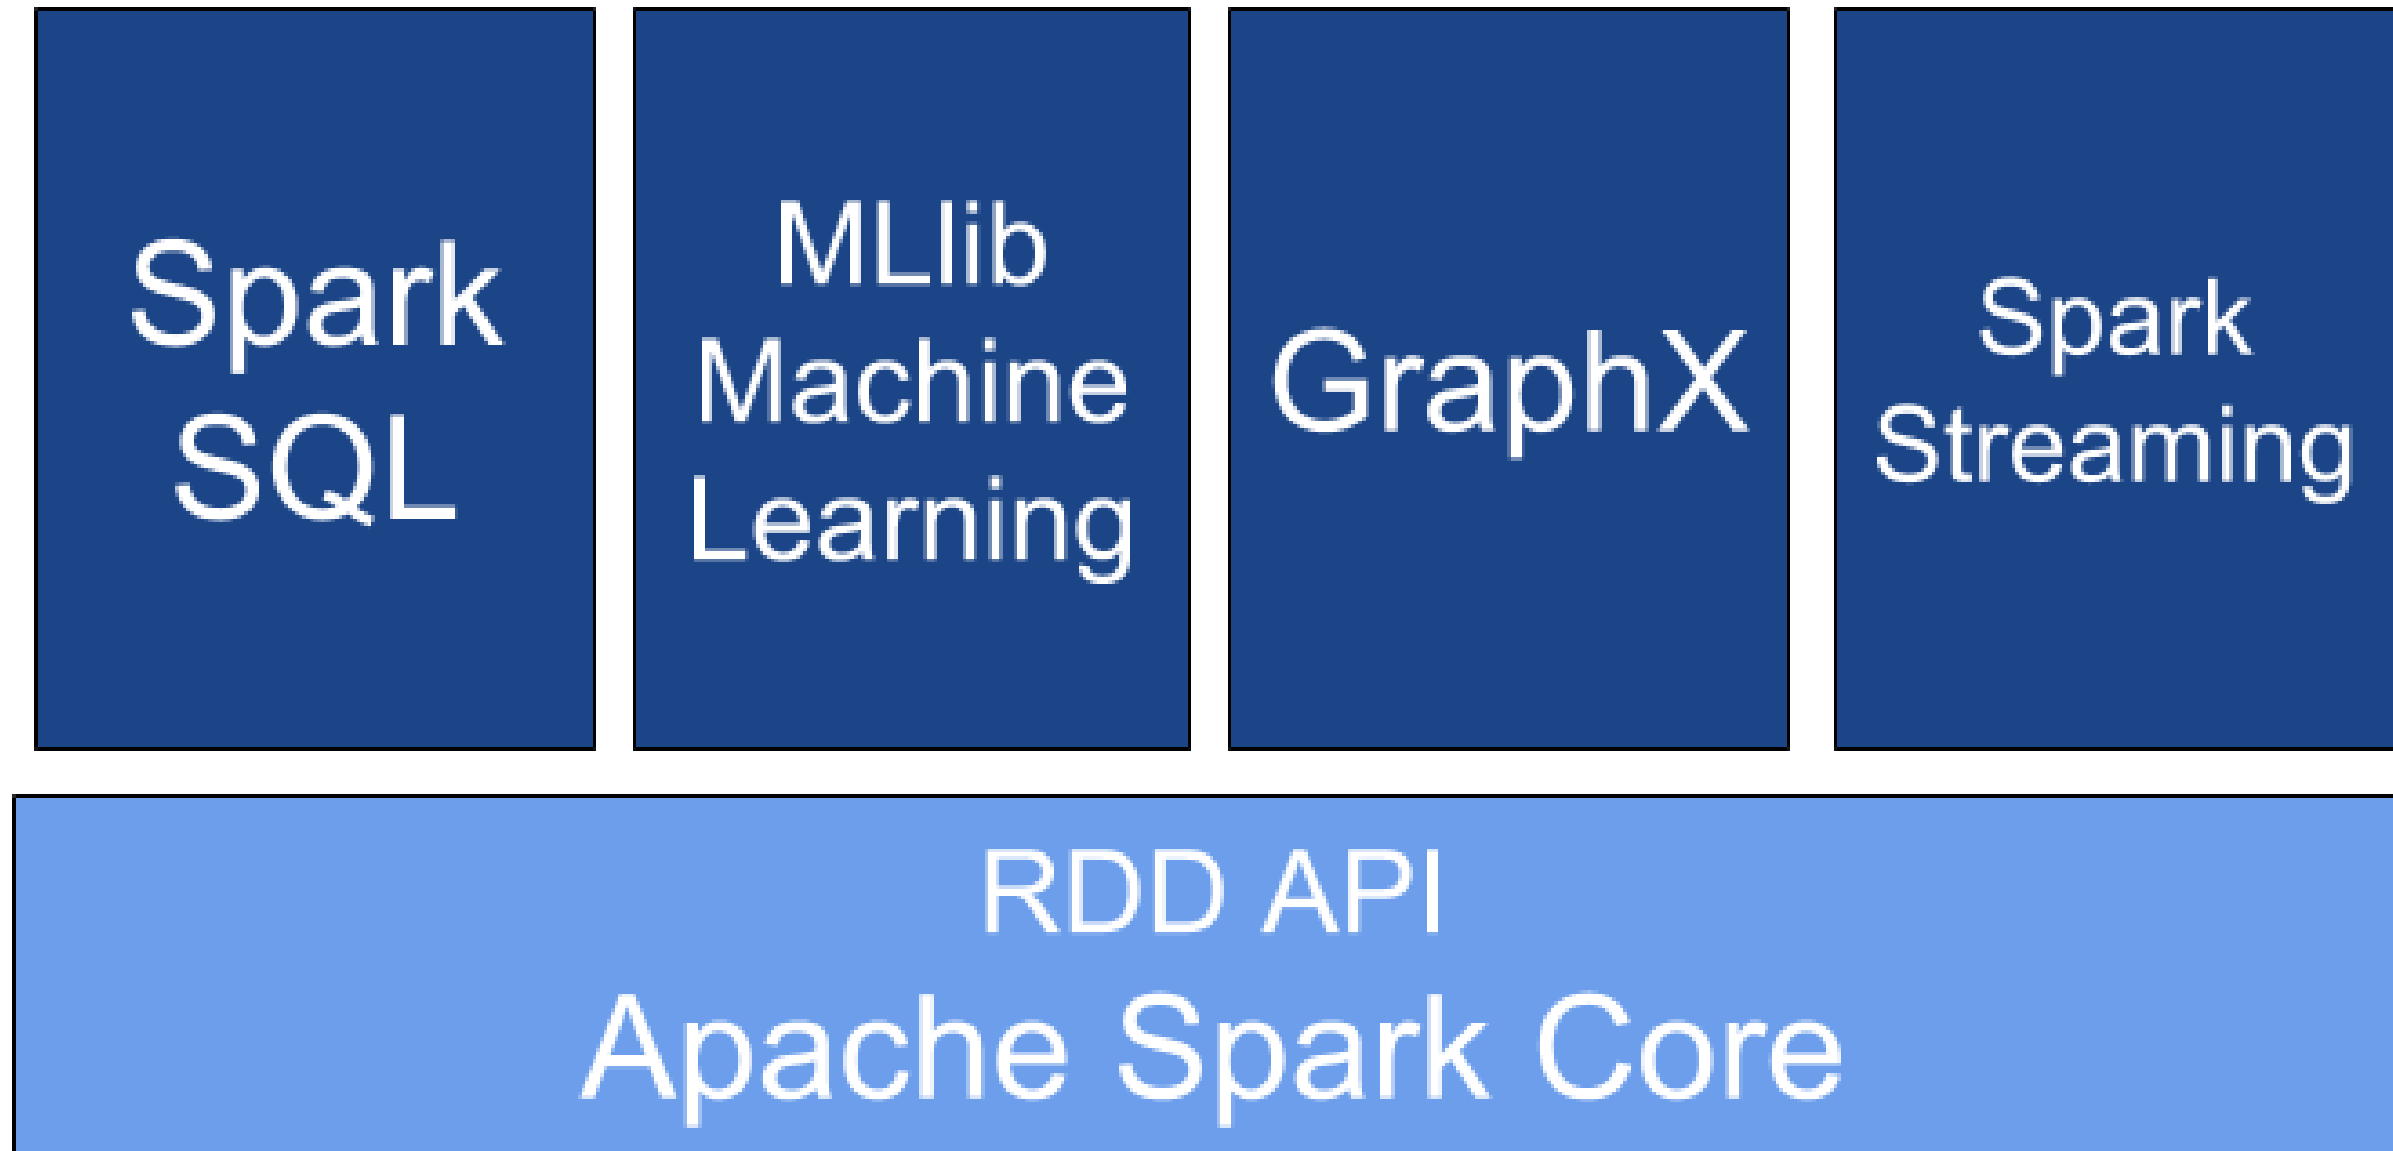 Spark
SQL
MLlib
Machine
Learning
GraphX
Spark
Streaming
RDD API
Apache Spark Core